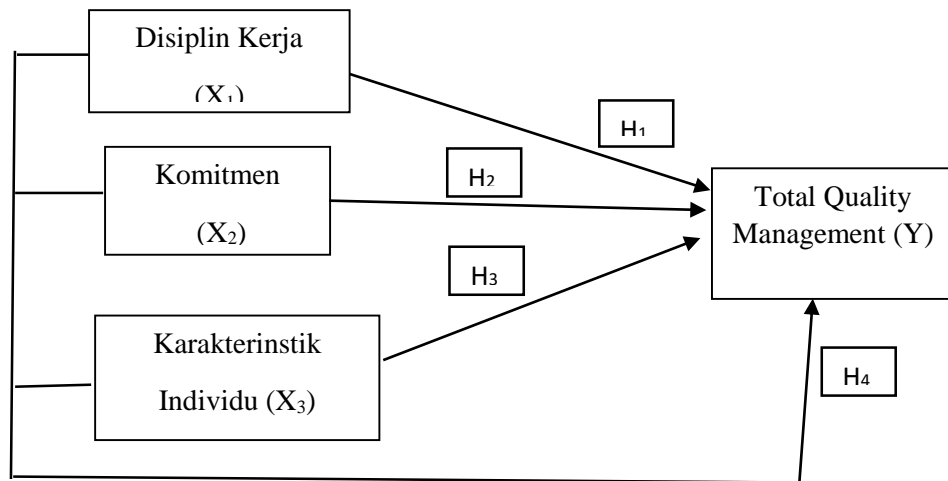 Disiplin Kerja
(X₁)
H₁
Komitmen
(X₂)
H₂
Total Quality
Management (Y)
H₃
Karakterinstik
Individu (X₃)
H₄